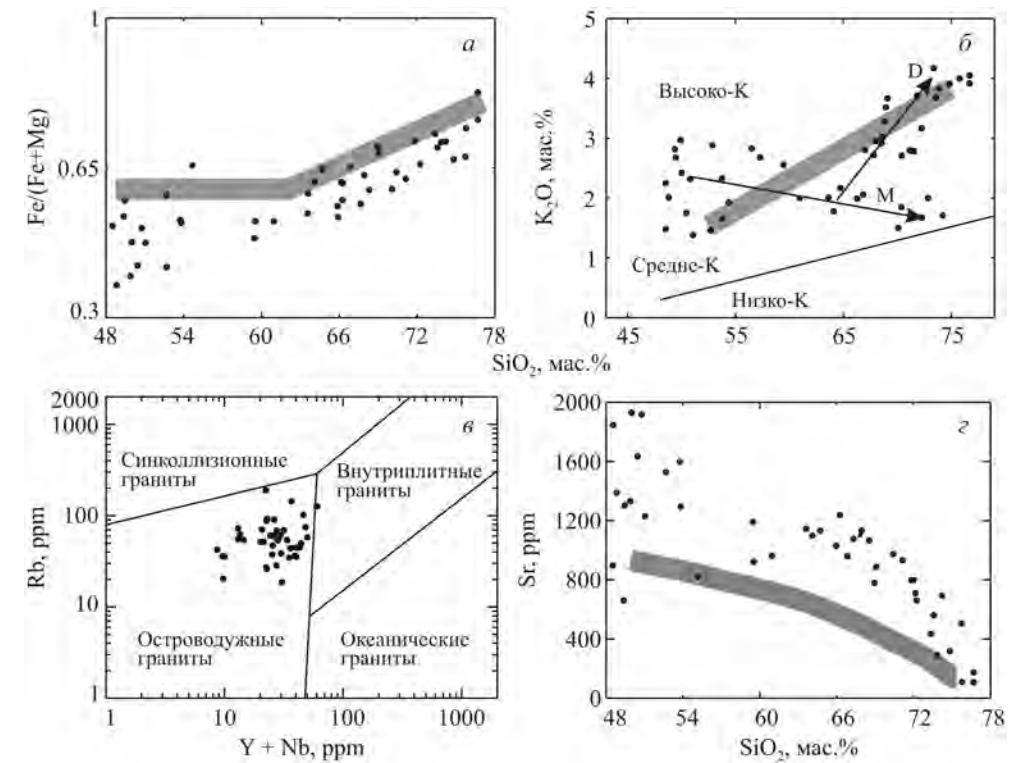 1
а
0.65
0.3
Fe/(Fe+Mg)
48
54
60
66
72
78
5
б
4
3
2
1
0
K₂O, мас.%
D
Высоко-K
M
Средне-K
Низко-K
45
55
65
75
SiO₂, мас.%
2000
1000
100
10
1
Rb, ppm
в
Синколлизионные
граниты
Внутриплитные
граниты
Островодужные
граниты
Океанические
граниты
1
10
100
1000
Y + Nb, ppm
2000
1600
1200
800
400
0
Sr, ppm
г
48
54
60
66
72
78
SiO₂, мас.%